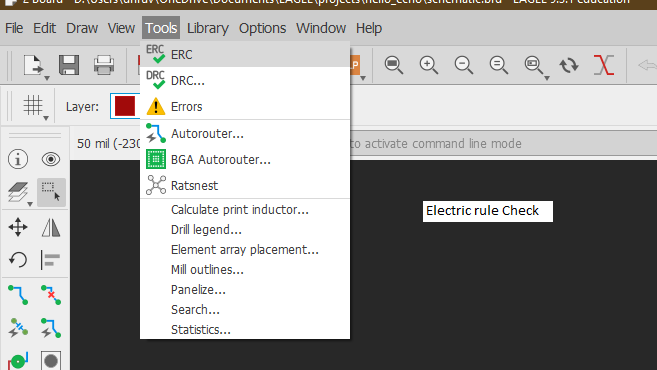 2 Board - D:\Users\anruv\OneDrive\Documents\EAGLE\projects\hello_echo\schematic.brd - EAGLE 9.5.1 education
File Edit Draw View Tools Library Options Window Help
ERC ERC
DRC DRC...
Errors
Layer:
Autorouter...
50 mil (-230 to activate command line mode
BGA Autorouter...
Ratsnest
Calculate print inductor...
Electric rule Check
Drill legend...
Element array placement...
Mill outlines...
Panelize...
Search...
Statistics...